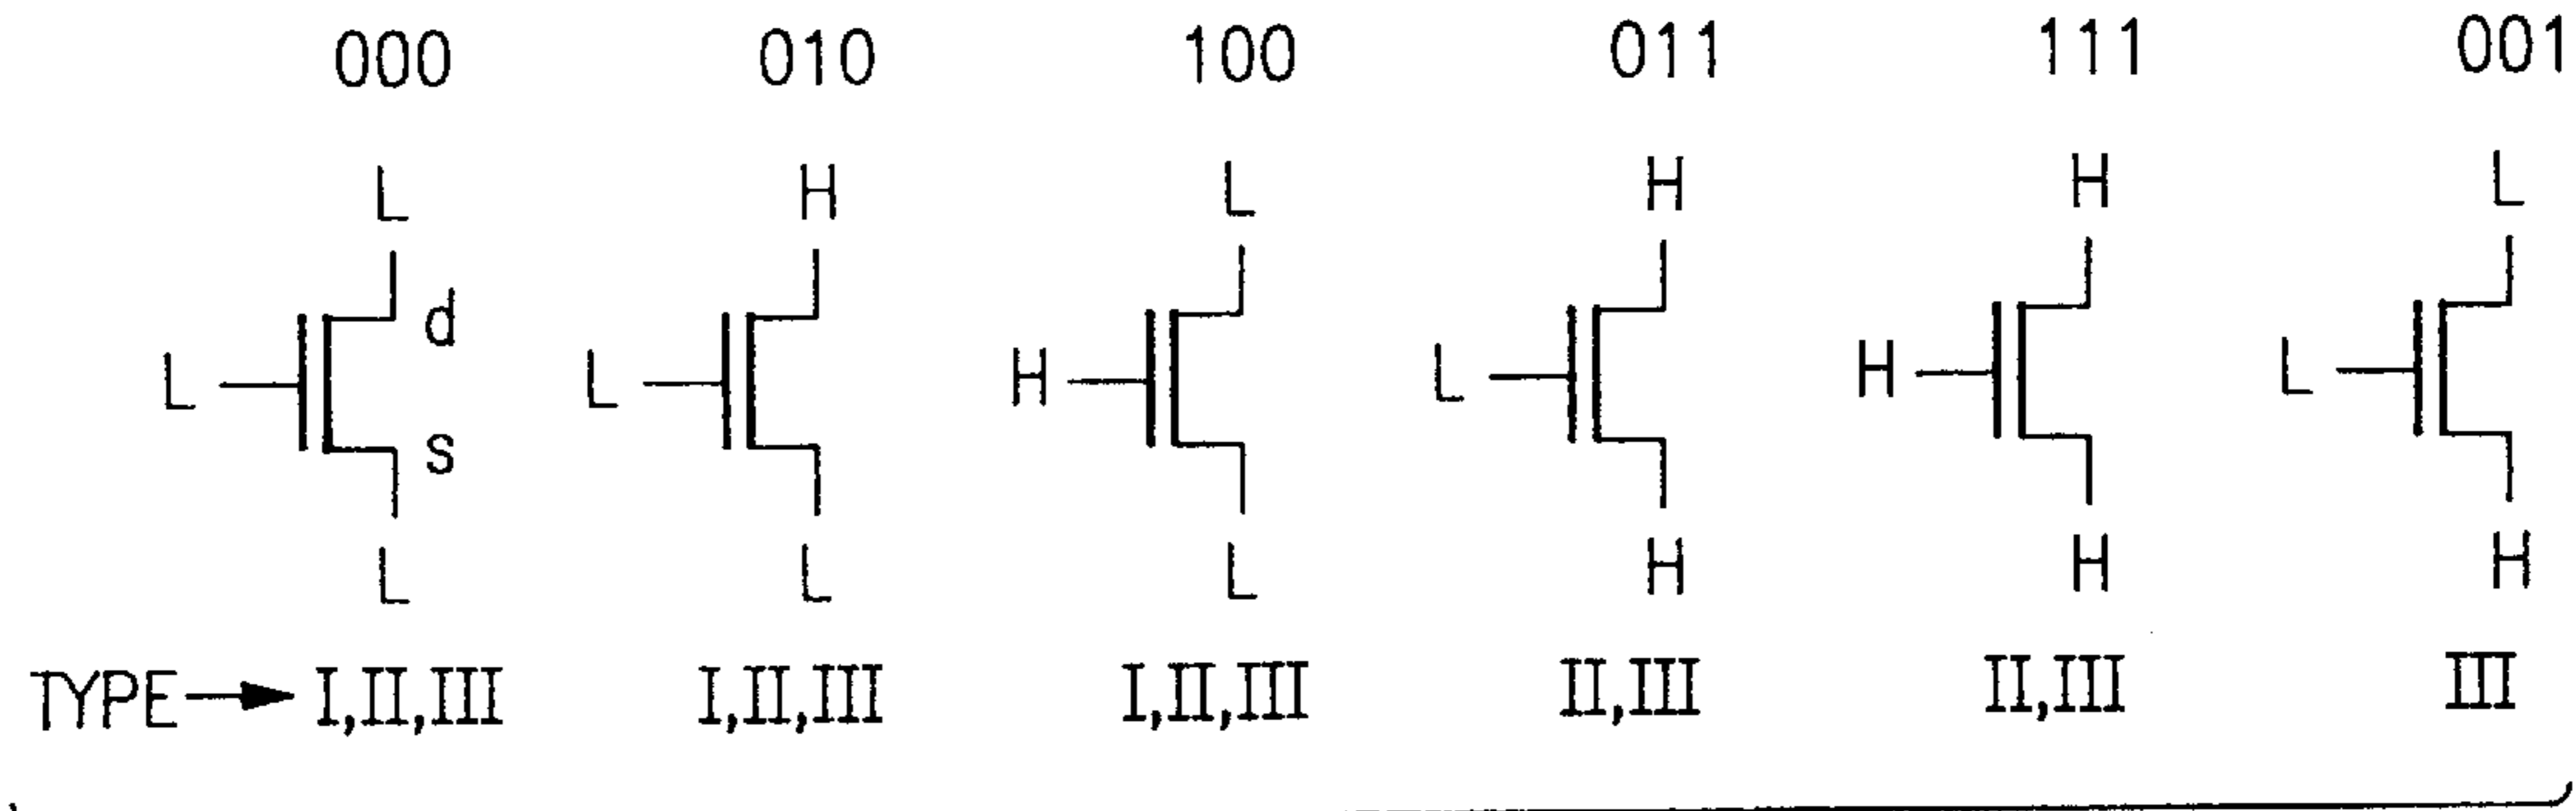 000 010 100 011 111 001
L H L H H L
d
L L H L H L
s
L L L H H H
TYPE I,II,III I,II,III I,II,III II,III II,III III